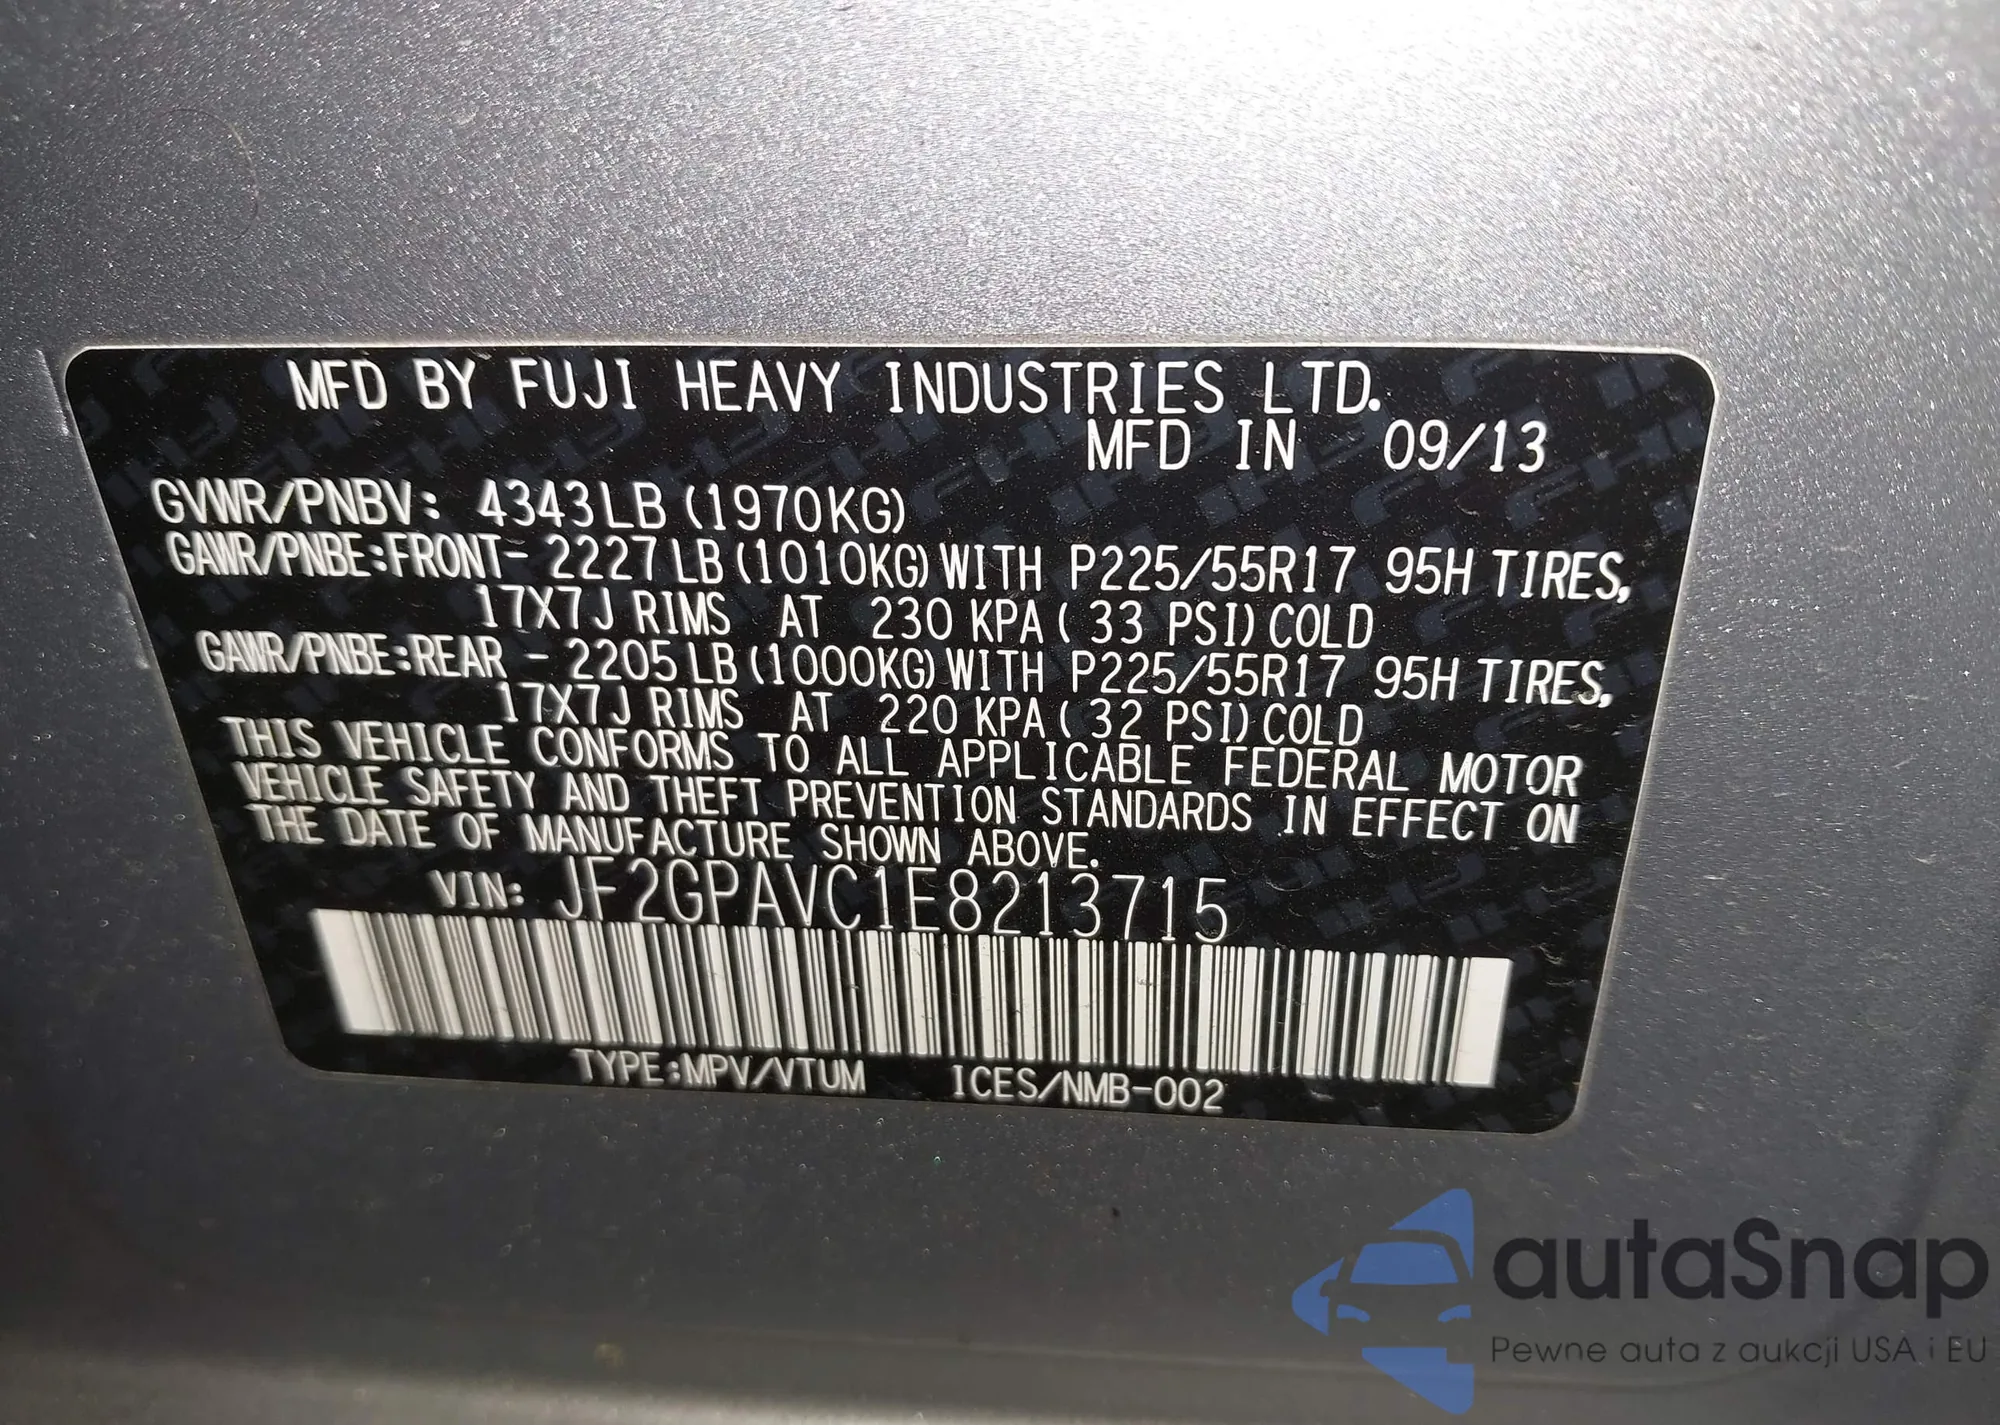 MFD BY FUJI HEAVY INDUSTRIES LTD.
MFD IN 09/13
GVWR/PNBV: 4343LB (1970KG)
GAWR/PNBE:FRONT- 2227LB (1010KG) WITH P225/55R17 95H TIRES,
17X7J RIMS AT 230 KPA ( 33 PSI) COLD
GAWR/PNBE:REAR - 2205LB (1000KG) WITH P225/55R17 95H TIRES,
17X7J RIMS AT 220 KPA ( 32 PSI) COLD
THIS VEHICLE CONFORMS TO ALL APPLICABLE FEDERAL MOTOR
VEHICLE SAFETY AND THEFT PREVENTION STANDARDS IN EFFECT ON
THE DATE OF MANUFACTURE SHOWN ABOVE.
VIN: JF2GPAVC1E8213715
TYPE:MPV/VTUM ICES/NMB-002
autaSnap
Pewne auta z aukcji USA i EU